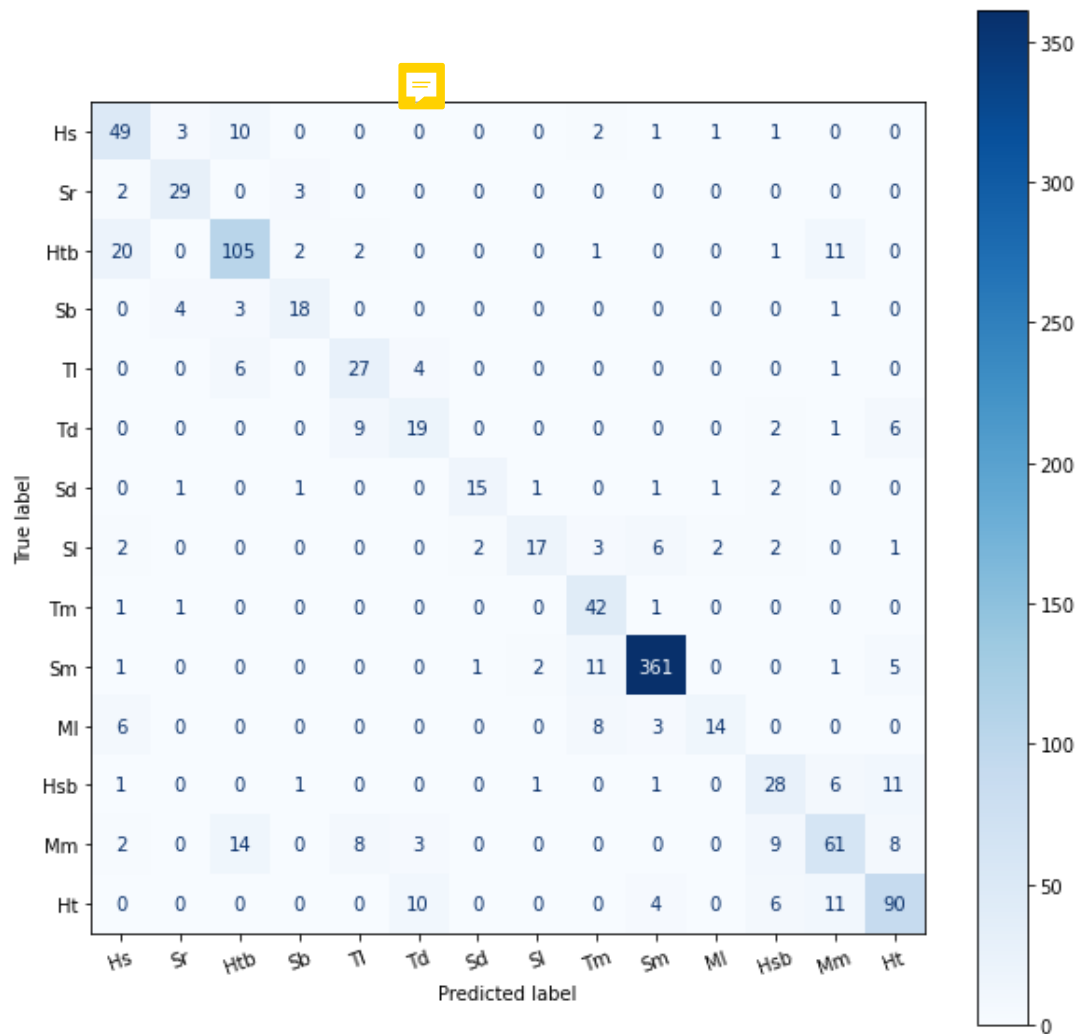 Hs 49 3 10 0 0 0 0 0 2 1 1 1 0 0
Sr 2 29 0 3 0 0 0 0 0 0 0 0 0 0
Htb 20 0 105 2 2 0 0 0 1 0 0 1 11 0
Sb 0 4 3 18 0 0 0 0 0 0 0 0 1 0
Tl 0 0 6 0 27 4 0 0 0 0 0 0 1 0
Td 0 0 0 0 9 19 0 0 0 0 0 2 1 6
Sd 0 1 0 1 0 0 15 1 0 1 1 2 0 0
Sl 2 0 0 0 0 0 2 17 3 6 2 2 0 1
Tm 1 1 0 0 0 0 0 0 42 1 0 0 0 0
Sm 1 0 0 0 0 0 1 2 11 361 0 0 1 5
Ml 6 0 0 0 0 0 0 0 8 3 14 0 0 0
Hsb 1 0 0 1 0 0 0 1 0 1 0 28 6 11
Mm 2 0 14 0 8 3 0 0 0 0 0 9 61 8
Ht 0 0 0 0 0 10 0 0 0 4 0 6 11 90
Hs Sr Htb Sb Tl Td Sd Sl Tm Sm Ml Hsb Mm Ht
Predicted label
True label
350
300
250
200
150
100
50
0